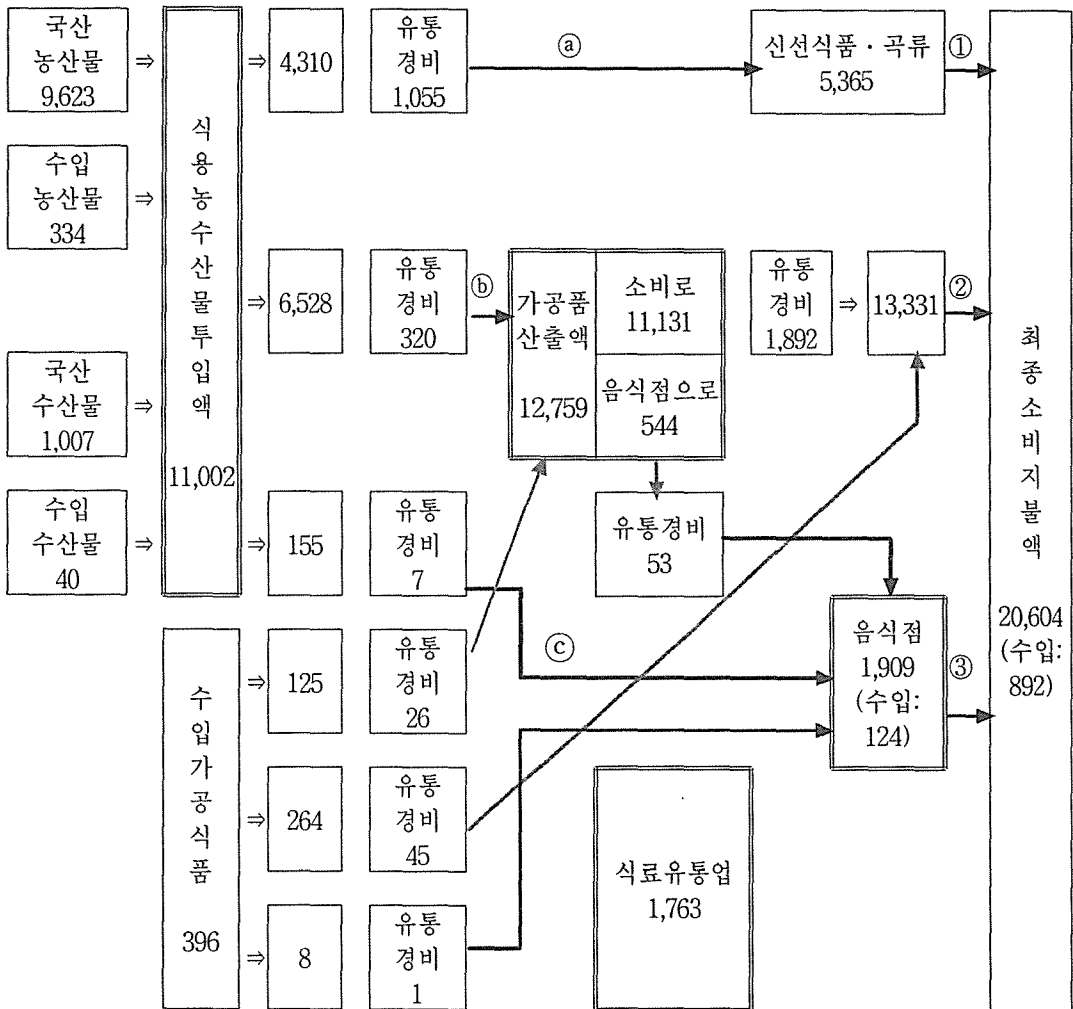 국산
농산물
9,623
⇒
수입
농산물
334
⇒
국산
수산물
1,007
⇒
수입
수산물
40
⇒
식
용
농
수
산
물
투
입
액
11,002
⇒
4,310
유통
경비
1,055
ⓐ
신선식품·곡류
5,365
①
⇒
6,528
유통
경비
320
ⓑ
가공품
산출액
12,759
소비로
11,131
음식점으로
544
유통
경비
1,892
⇒
13,331
②
⇒
155
유통
경비
7
ⓒ
유통경비
53
수
입
가
공
식
품
396
⇒
125
유통
경비
26
⇒
264
유통
경비
45
⇒
8
유통
경비
1
음식점
1,909
(수입:
124)
③
식료유통업
1,763
최
종
소
비
지
불
액
20,604
(수입:
892)